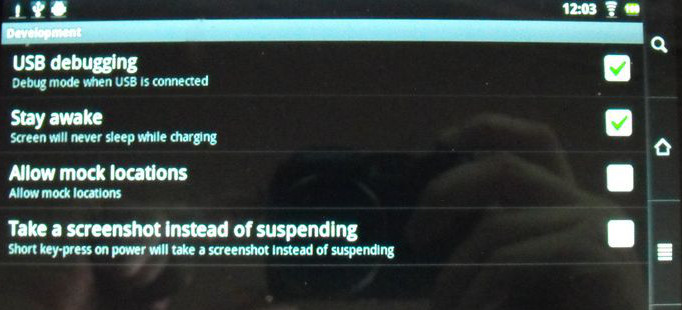 12:03
Development
USB debugging
Debug mode when USB is connected
Stay awake
Screen will never sleep while charging
Allow mock locations
Allow mock locations
Take a screenshot instead of suspending
Short key-press on power will take a screenshot instead of suspending